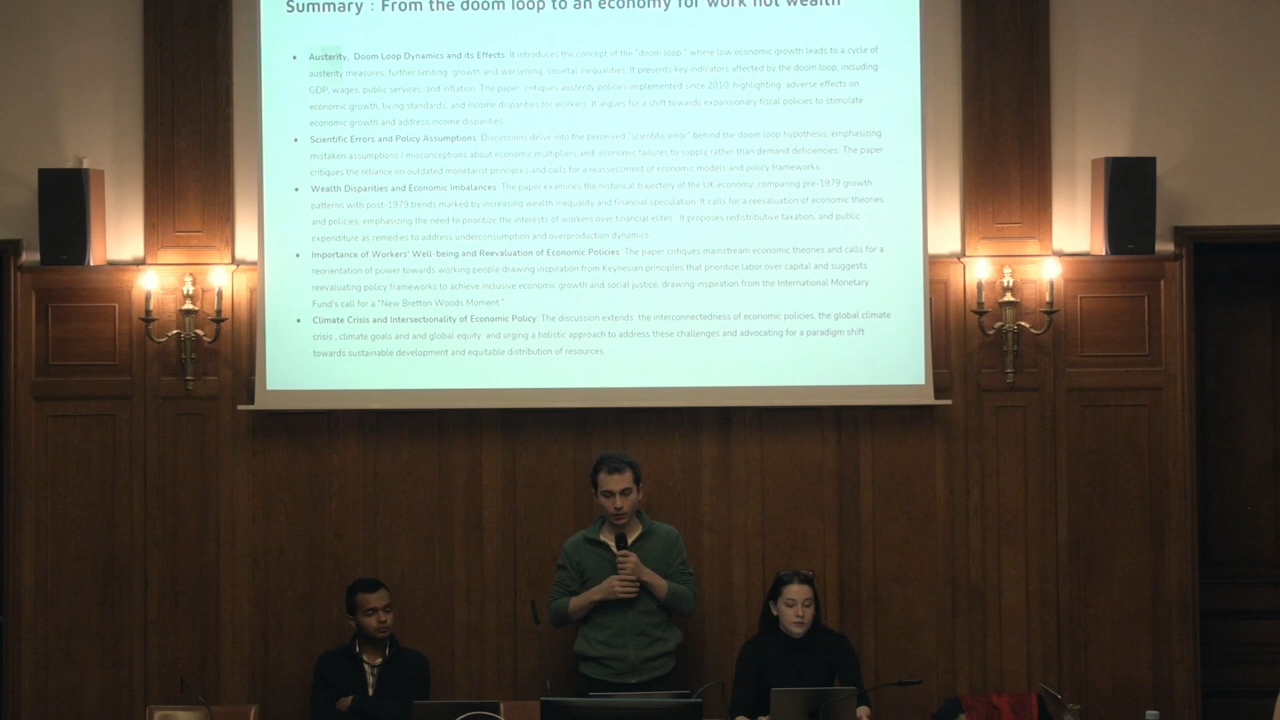 Summary : From the doom loop to an economy for work not wealth
• Austerity, Doom Loop Dynamics and its Effects: It introduces the concept of the "doom loop," where low economic growth leads to a cycle of
austerity measures, further limiting growth and worsening societal inequalities. It presents key indicators affected by the doom loop, including
GDP, wages, public services, and inflation. The paper critiques austerity policies implemented since 2010, highlighting adverse effects on
economic growth, living standards, and income disparities for workers. It argues for a shift towards expansionary fiscal policies to stimulate
economic growth and address income disparities.
• Scientific Errors and Policy Assumptions: Discussions delve into the perceived "scientific error" behind the doom loop hypothesis, emphasizing
mistaken assumptions / misconceptions about economic multipliers and economic failures to supply rather than demand deficiencies. The paper
critiques the reliance on outdated monetarist principles and calls for a reassessment of economic models and policy frameworks.
• Wealth Disparities and Economic Imbalances: The paper examines the historical trajectory of the UK economy, comparing pre-1979 growth
patterns with post-1979 trends marked by increasing wealth inequality and financial speculation. It calls for a reevaluation of economic theories
and policies, emphasizing the need to prioritize the interests of workers over financial elites . It proposes redistributive taxation, and public
expenditure as remedies to address underconsumption and overproduction dynamics.
• Importance of Workers' Well-being and Reevaluation of Economic Policies: The paper critiques mainstream economic theories and calls for a
reorientation of power towards working people drawing inspiration from Keynesian principles that prioritize labor over capital and suggests
reevaluating policy frameworks to achieve inclusive economic growth and social justice, drawing inspiration from the International Monetary
Fund's call for a "New Bretton Woods Moment."
• Climate Crisis and Intersectionality of Economic Policy: The discussion extends the interconnectedness of economic policies, the global climate
crisis , climate goals and and global equity and urging a holistic approach to address these challenges and advocating for a paradigm shift
towards sustainable development and equitable distribution of resources.